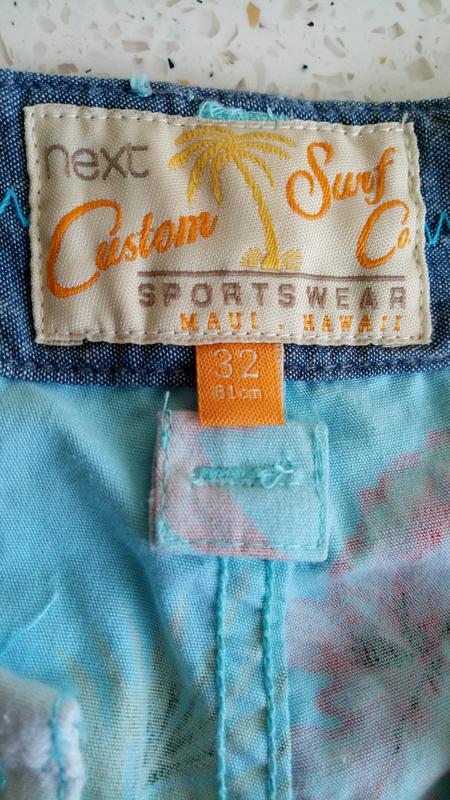 next
Custom Surf Co.
SPORTSWEAR
MAUI . HAWAII
32
81cm